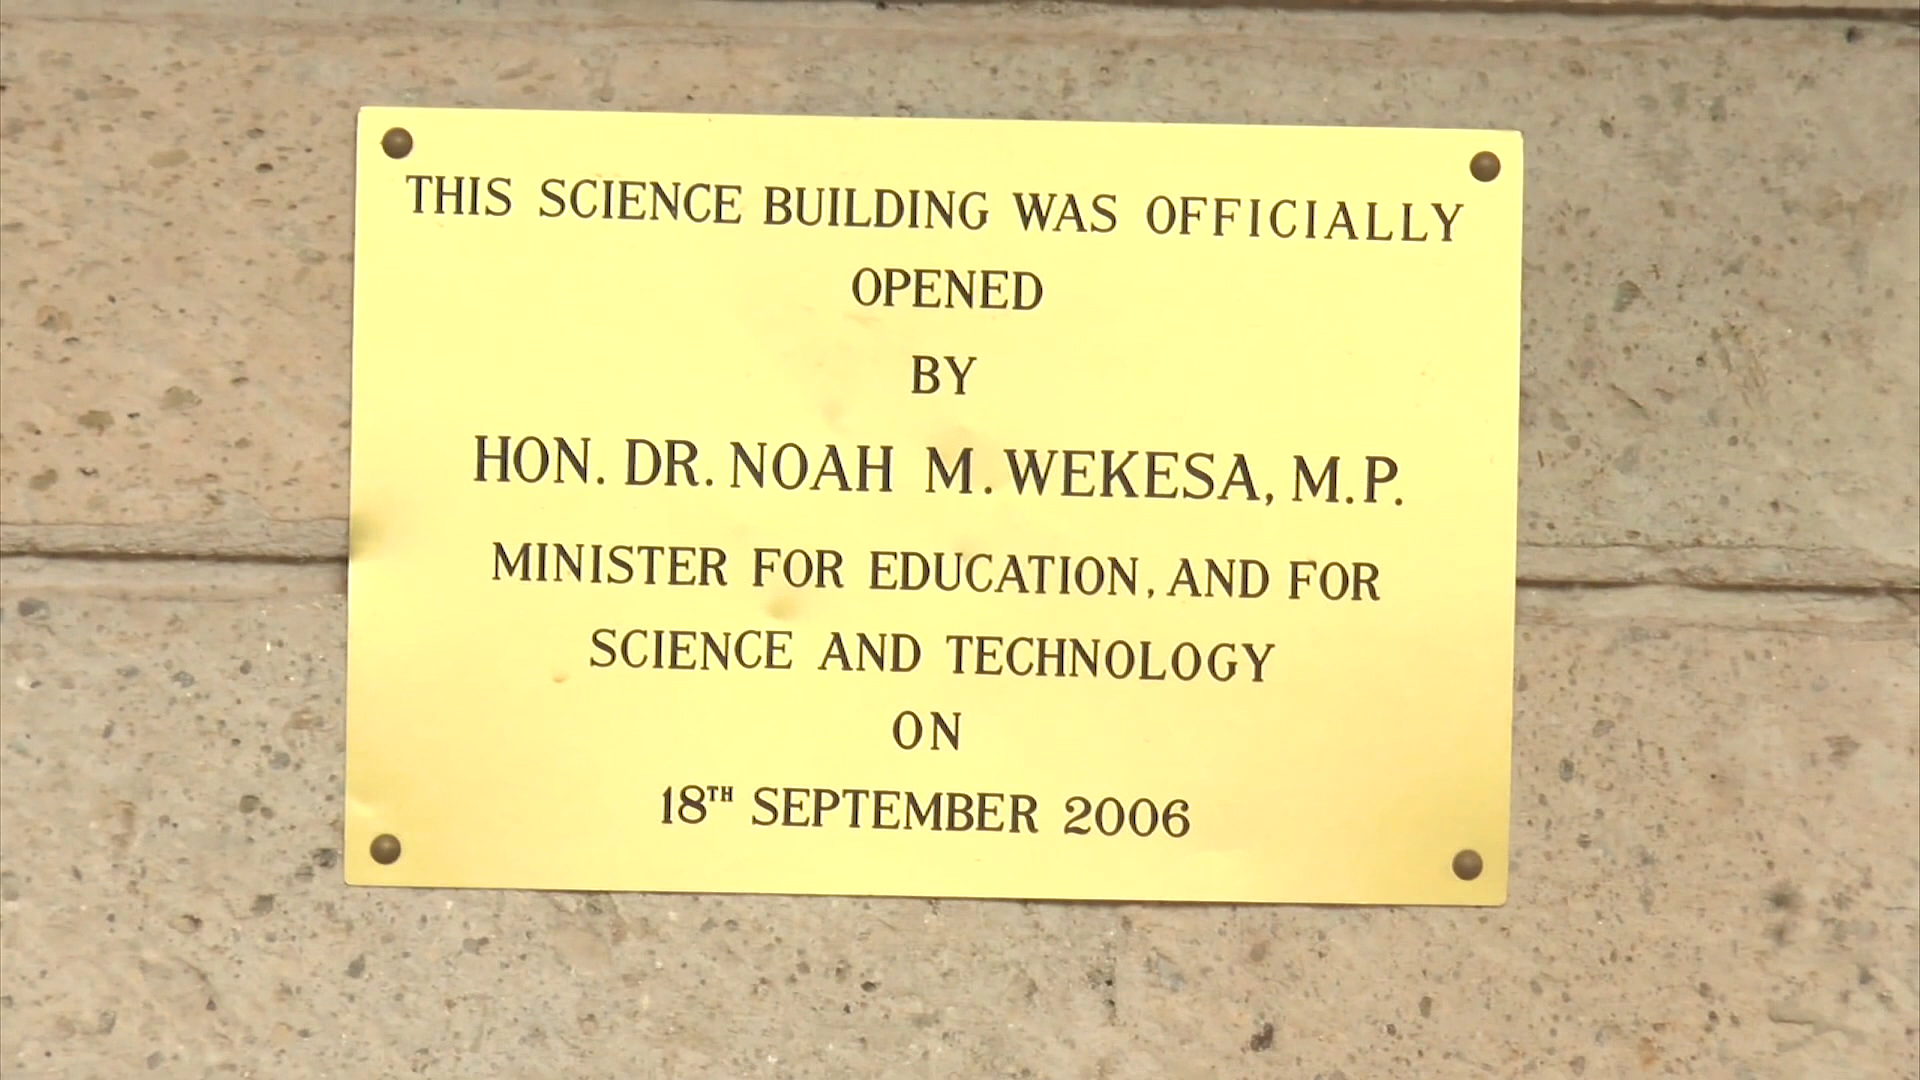 THIS SCIENCE BUILDING WAS OFFICIALLY
OPENED
BY
HON. DR. NOAH M. WEKESA, M.P.
MINISTER FOR EDUCATION, AND FOR
SCIENCE AND TECHNOLOGY
ON
18TH SEPTEMBER 2006